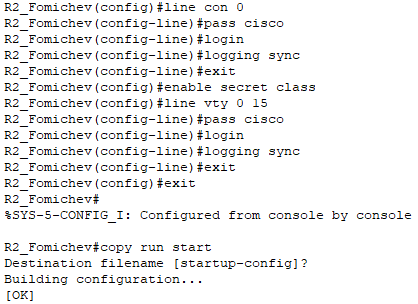 R2_Fomichev(config)#line con 0
R2_Fomichev(config-line)#pass cisco
R2_Fomichev(config-line)#login
R2_Fomichev(config-line)#logging sync
R2_Fomichev(config-line)#exit
R2_Fomichev(config)#enable secret class
R2_Fomichev(config)#line vty 0 15
R2_Fomichev(config-line)#pass cisco
R2_Fomichev(config-line)#login
R2_Fomichev(config-line)#logging sync
R2_Fomichev(config-line)#exit
R2_Fomichev(config)#exit
R2_Fomichev#
%SYS-5-CONFIG_I: Configured from console by console
R2_Fomichev#copy run start
Destination filename [startup-config]?
Building configuration...
[OK]